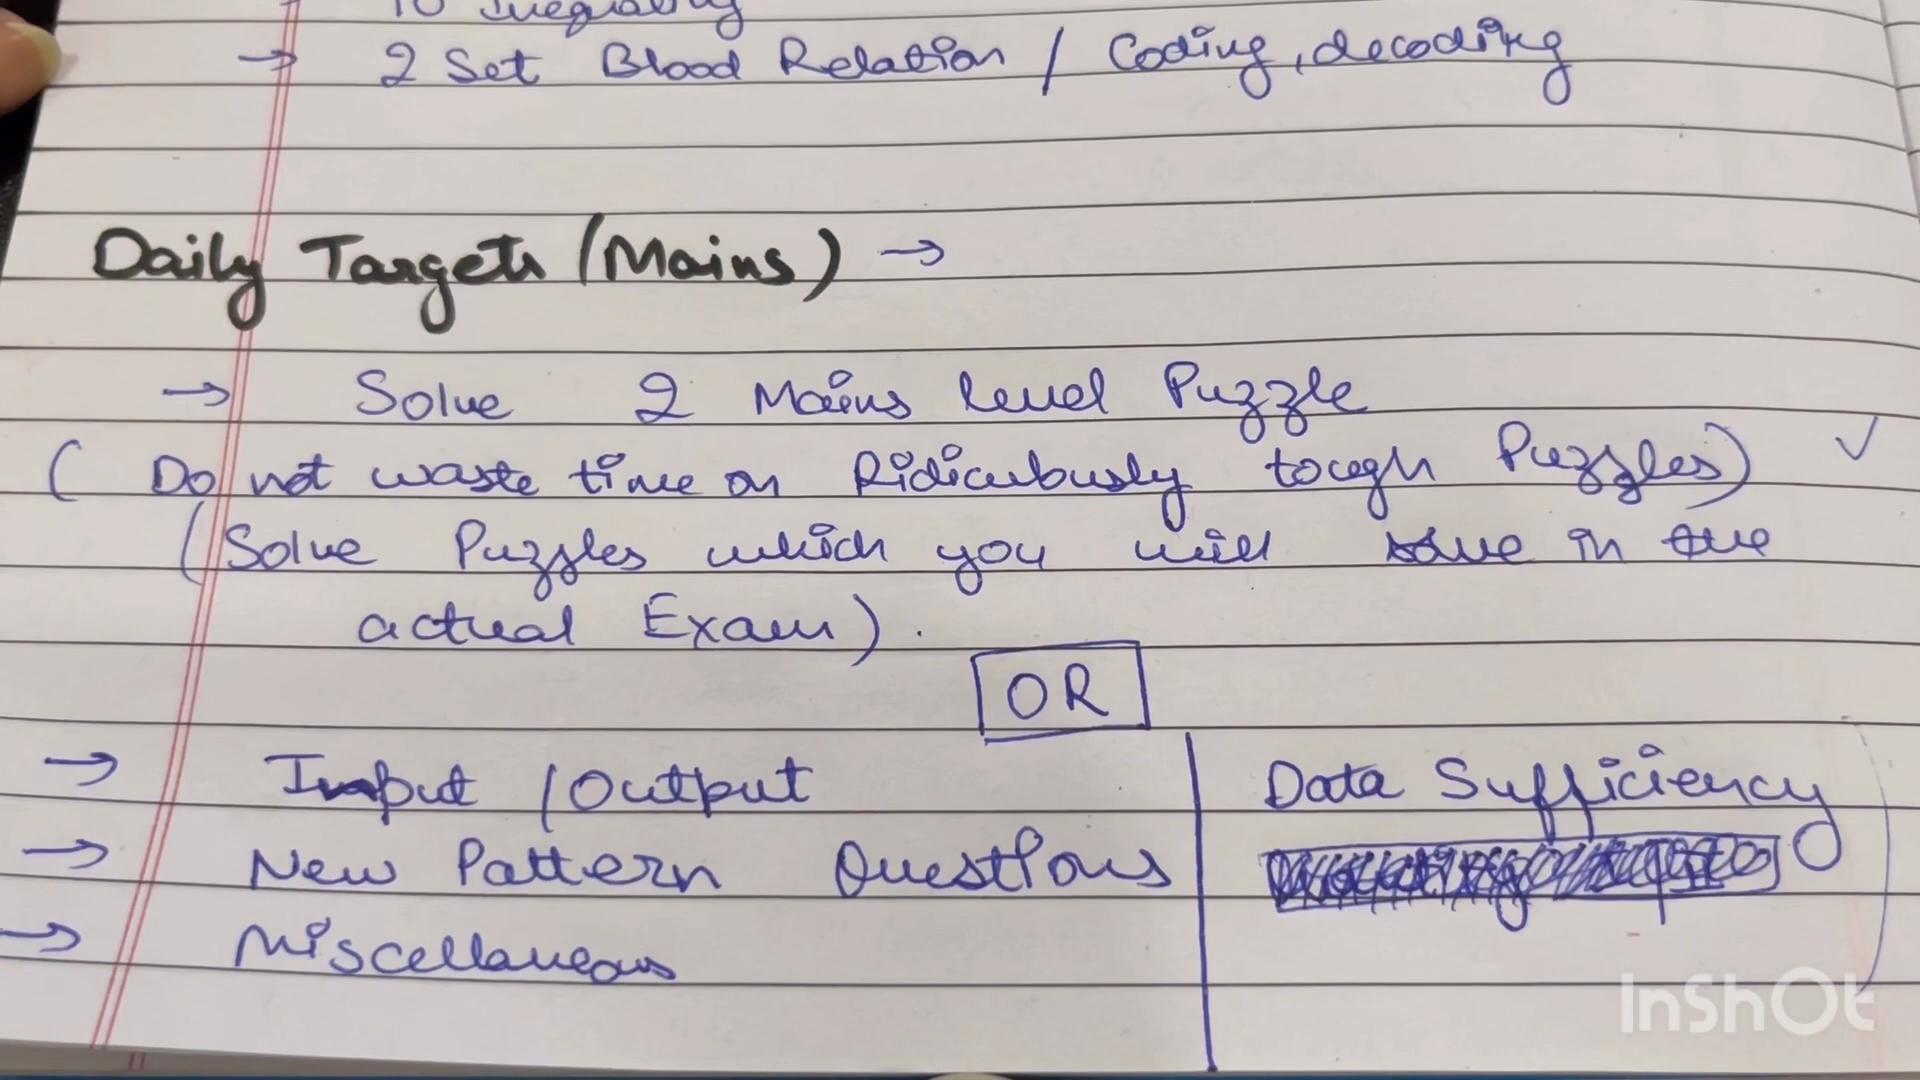 10 Inequality
→ 2 Set Blood Relation / Coding, decoding
Daily Targets (Mains) →
→ Solve 2 Mains level Puzzle
( Do not waste time on Ridiculously tough Puzzles) ✓
(Solve Puzzles which you will solve in the
actual Exam).
OR
→ Input / Output
Data Sufficiency
→ New Pattern Questions
→ Miscellaneous
InShOt